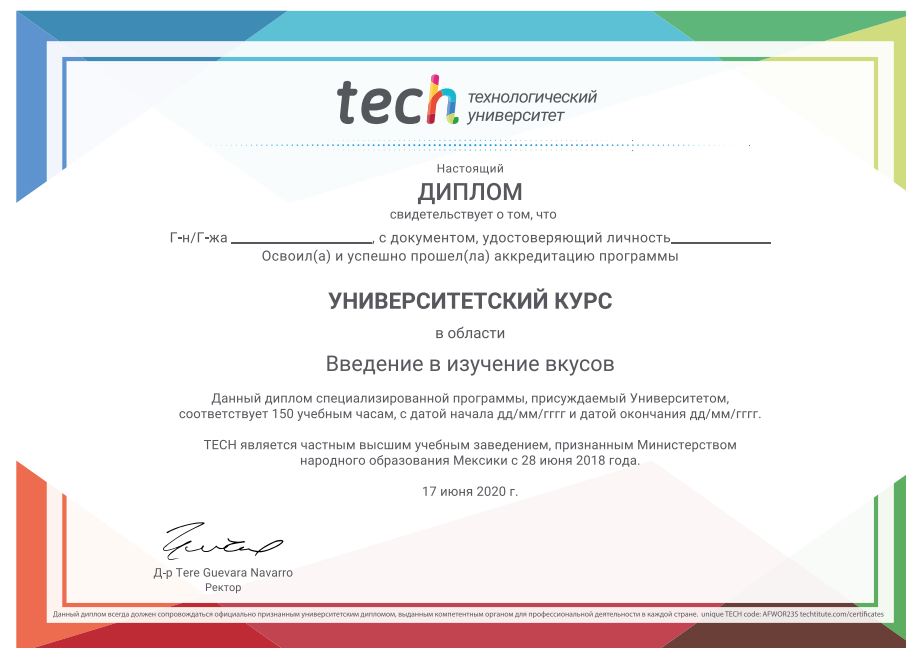 tech технологический
университет
Настоящий
ДИПЛОМ
свидетельствует о том, что
Г-н/Г-жа ____________________, с документом, удостоверяющий личность______________
Освоил(а) и успешно прошел(ла) аккредитацию программы
УНИВЕРСИТЕТСКИЙ КУРС
в области
Введение в изучение вкусов
Данный диплом специализированной программы, присуждаемый Университетом,
соответствует 150 учебным часам, с датой начала дд/мм/гггг и датой окончания дд/мм/гггг.
TECH является частным высшим учебным заведением, признанным Министерством
народного образования Мексики с 28 июня 2018 года.
17 июня 2020 г.
Д-р Tere Guevara Navarro
Ректор
Данный диплом всегда должен сопровождаться официально признанным университетским дипломом, выданным компетентным органом для профессиональной деятельности в каждой стране. unique TECH code: AFWOR23S techtitute.com/certificates